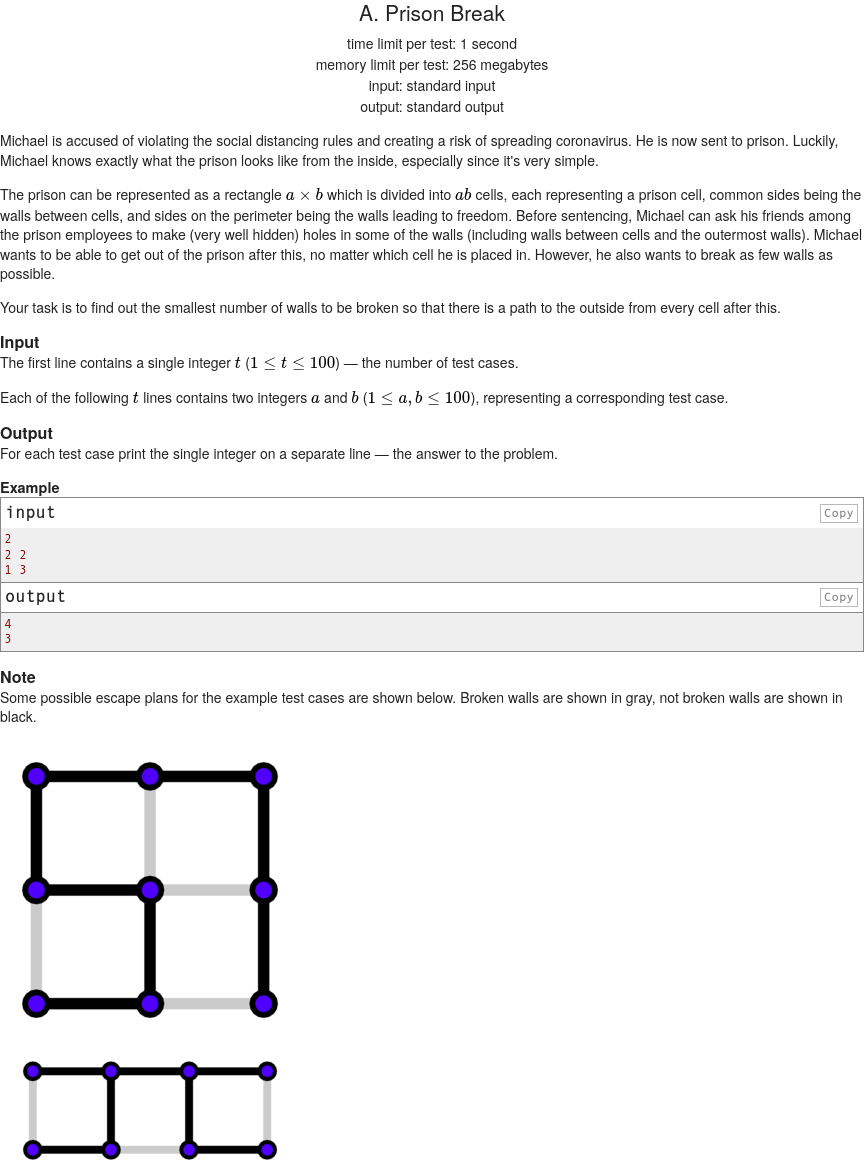 A. Prison Break
time limit per test: 1 second
memory limit per test: 256 megabytes
input: standard input
output: standard output
Michael is accused of violating the social distancing rules and creating a risk of spreading coronavirus. He is now sent to prison. Luckily,
Michael knows exactly what the prison looks like from the inside, especially since it's very simple.
The prison can be represented as a rectangle a × b which is divided into ab cells, each representing a prison cell, common sides being the
walls between cells, and sides on the perimeter being the walls leading to freedom. Before sentencing, Michael can ask his friends among
the prison employees to make (very well hidden) holes in some of the walls (including walls between cells and the outermost walls). Michael
wants to be able to get out of the prison after this, no matter which cell he is placed in. However, he also wants to break as few walls as
possible.
Your task is to find out the smallest number of walls to be broken so that there is a path to the outside from every cell after this.
Input
The first line contains a single integer t (1 ≤ t ≤ 100) — the number of test cases.
Each of the following t lines contains two integers a and b (1 ≤ a, b ≤ 100), representing a corresponding test case.
Output
For each test case print the single integer on a separate line — the answer to the problem.
Example
input Copy
2
2 2
1 3
output Copy
4
3
Note
Some possible escape plans for the example test cases are shown below. Broken walls are shown in gray, not broken walls are shown in
black.